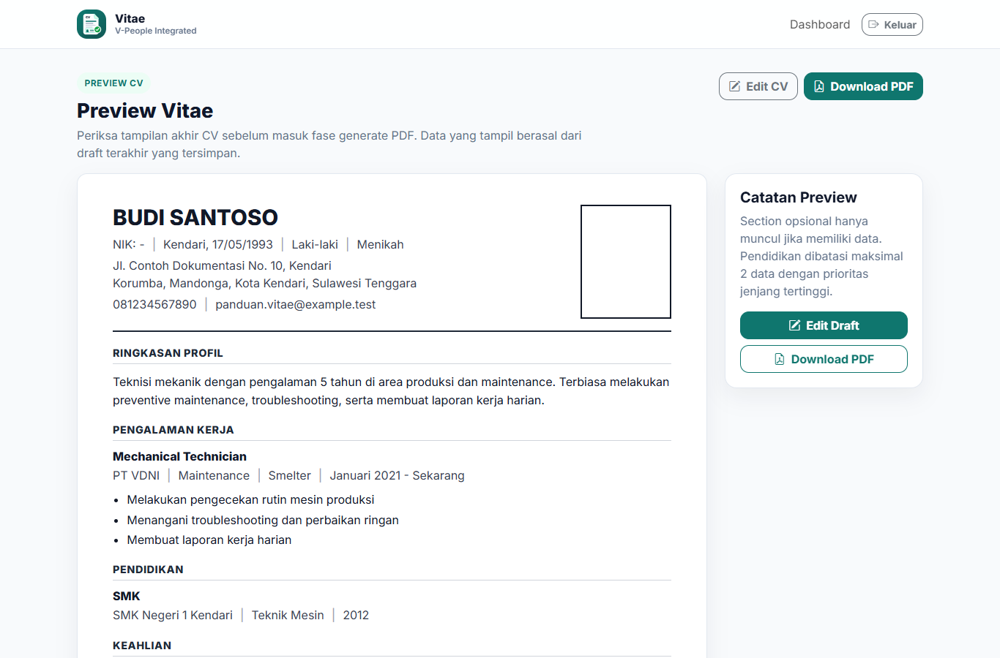 CV
Vitae
V-People Integrated
Dashboard
Keluar
PREVIEW CV
Preview Vitae
Periksa tampilan akhir CV sebelum masuk fase generate PDF. Data yang tampil berasal dari
draft terakhir yang tersimpan.
Edit CV
Download PDF
BUDI SANTOSO
NIK: - | Kendari, 17/05/1993 | Laki-laki | Menikah
Jl. Contoh Dokumentasi No. 10, Kendari
Korumba, Mandonga, Kota Kendari, Sulawesi Tenggara
081234567890 | panduan.vitae@example.test
RINGKASAN PROFIL
Teknisi mekanik dengan pengalaman 5 tahun di area produksi dan maintenance. Terbiasa melakukan
preventive maintenance, troubleshooting, serta membuat laporan kerja harian.
PENGALAMAN KERJA
Mechanical Technician
PT VDNI | Maintenance | Smelter | Januari 2021 - Sekarang
• Melakukan pengecekan rutin mesin produksi
• Menangani troubleshooting dan perbaikan ringan
• Membuat laporan kerja harian
PENDIDIKAN
SMK
SMK Negeri 1 Kendari | Teknik Mesin | 2012
KEAHLIAN
Catatan Preview
Section opsional hanya
muncul jika memiliki data.
Pendidikan dibatasi maksimal
2 data dengan prioritas
jenjang tertinggi.
Edit Draft
Download PDF